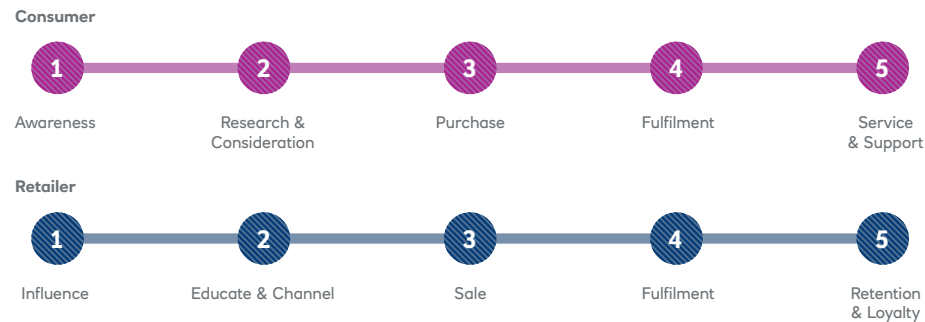 Consumer
1 2 3 4 5
Awareness Research & Purchase Fulfilment Service
Consideration & Support
Retailer
1 2 3 4 5
Influence Educate & Channel Sale Fulfilment Retention
& Loyalty